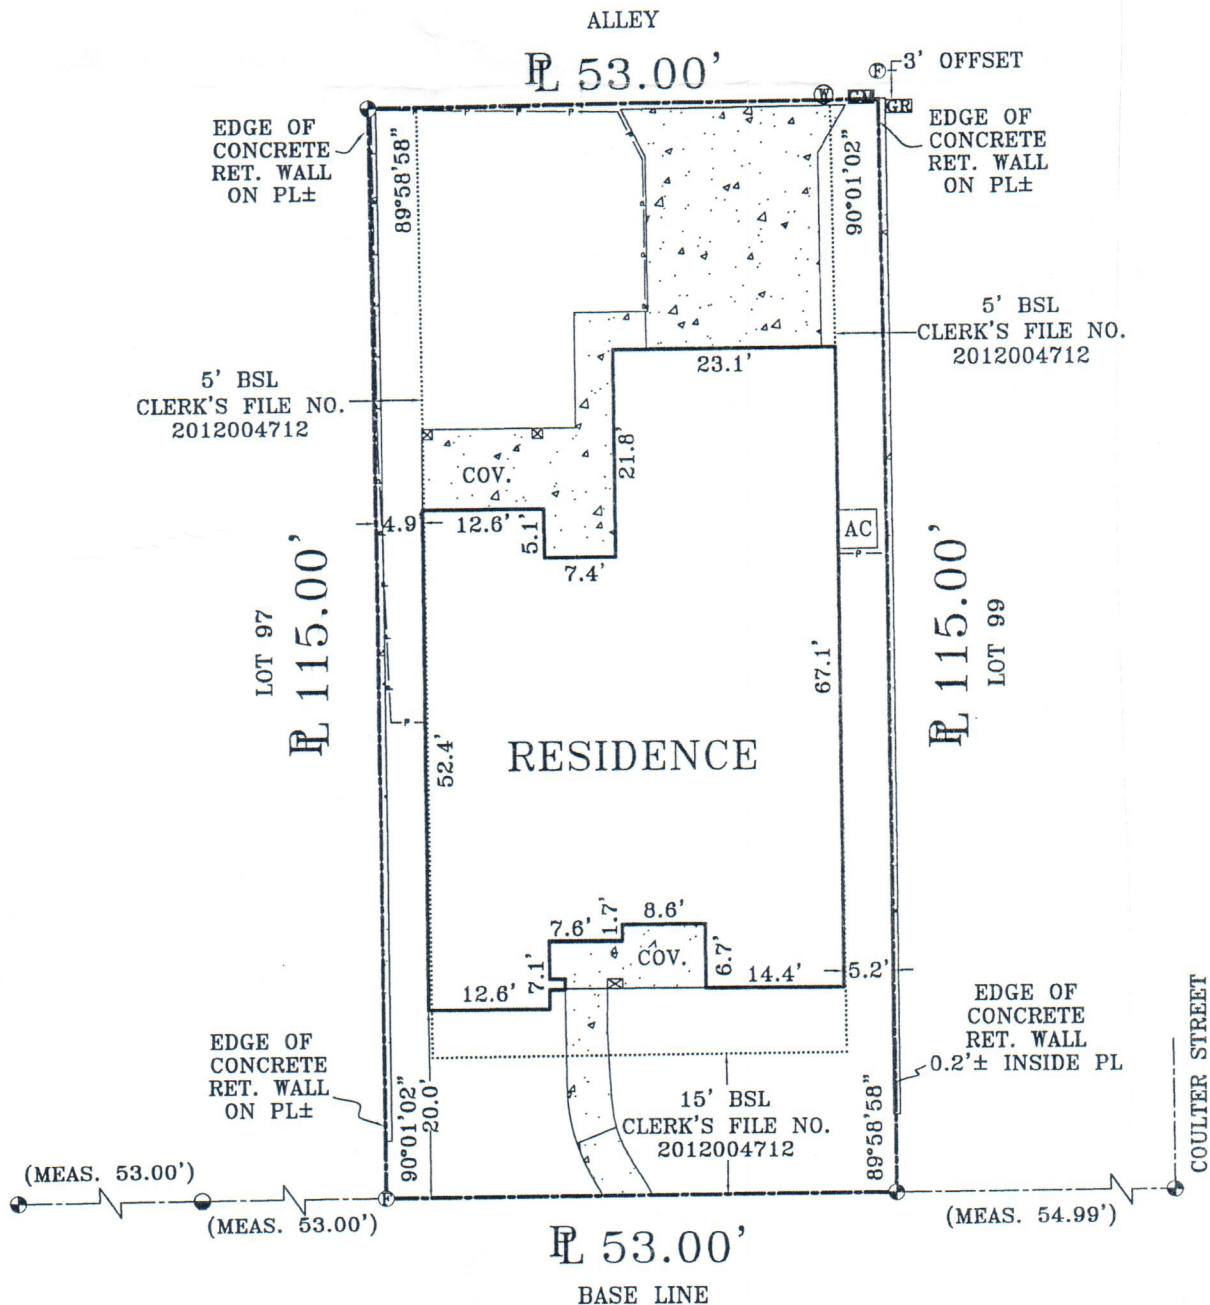 ALLEY
PL 53.00'
F
3' OFFSET
W
GM
GR
EDGE OF
CONCRETE
RET. WALL
ON PL±
89°58'58"
90°01'02"
EDGE OF
CONCRETE
RET. WALL
ON PL±
5' BSL
CLERK'S FILE NO.
2012004712
5' BSL
CLERK'S FILE NO.
2012004712
23.1'
21.8'
COV.
4.9
12.6'
5.1'
7.4'
AC
LOT 97
PL 115.00'
67.1'
PL 115.00'
LOT 99
52.4'
RESIDENCE
7.6'
1.7'
8.6'
7.1'
COV.
6.7'
14.4'
5.2'
12.6'
EDGE OF
CONCRETE
RET. WALL
0.2'± INSIDE PL
EDGE OF
CONCRETE
RET. WALL
ON PL±
90°01'02"
20.0'
15' BSL
CLERK'S FILE NO.
2012004712
89°58'58"
COULTER STREET
(MEAS. 53.00')
(MEAS. 53.00')
F
(MEAS. 54.99')
PL 53.00'
BASE LINE